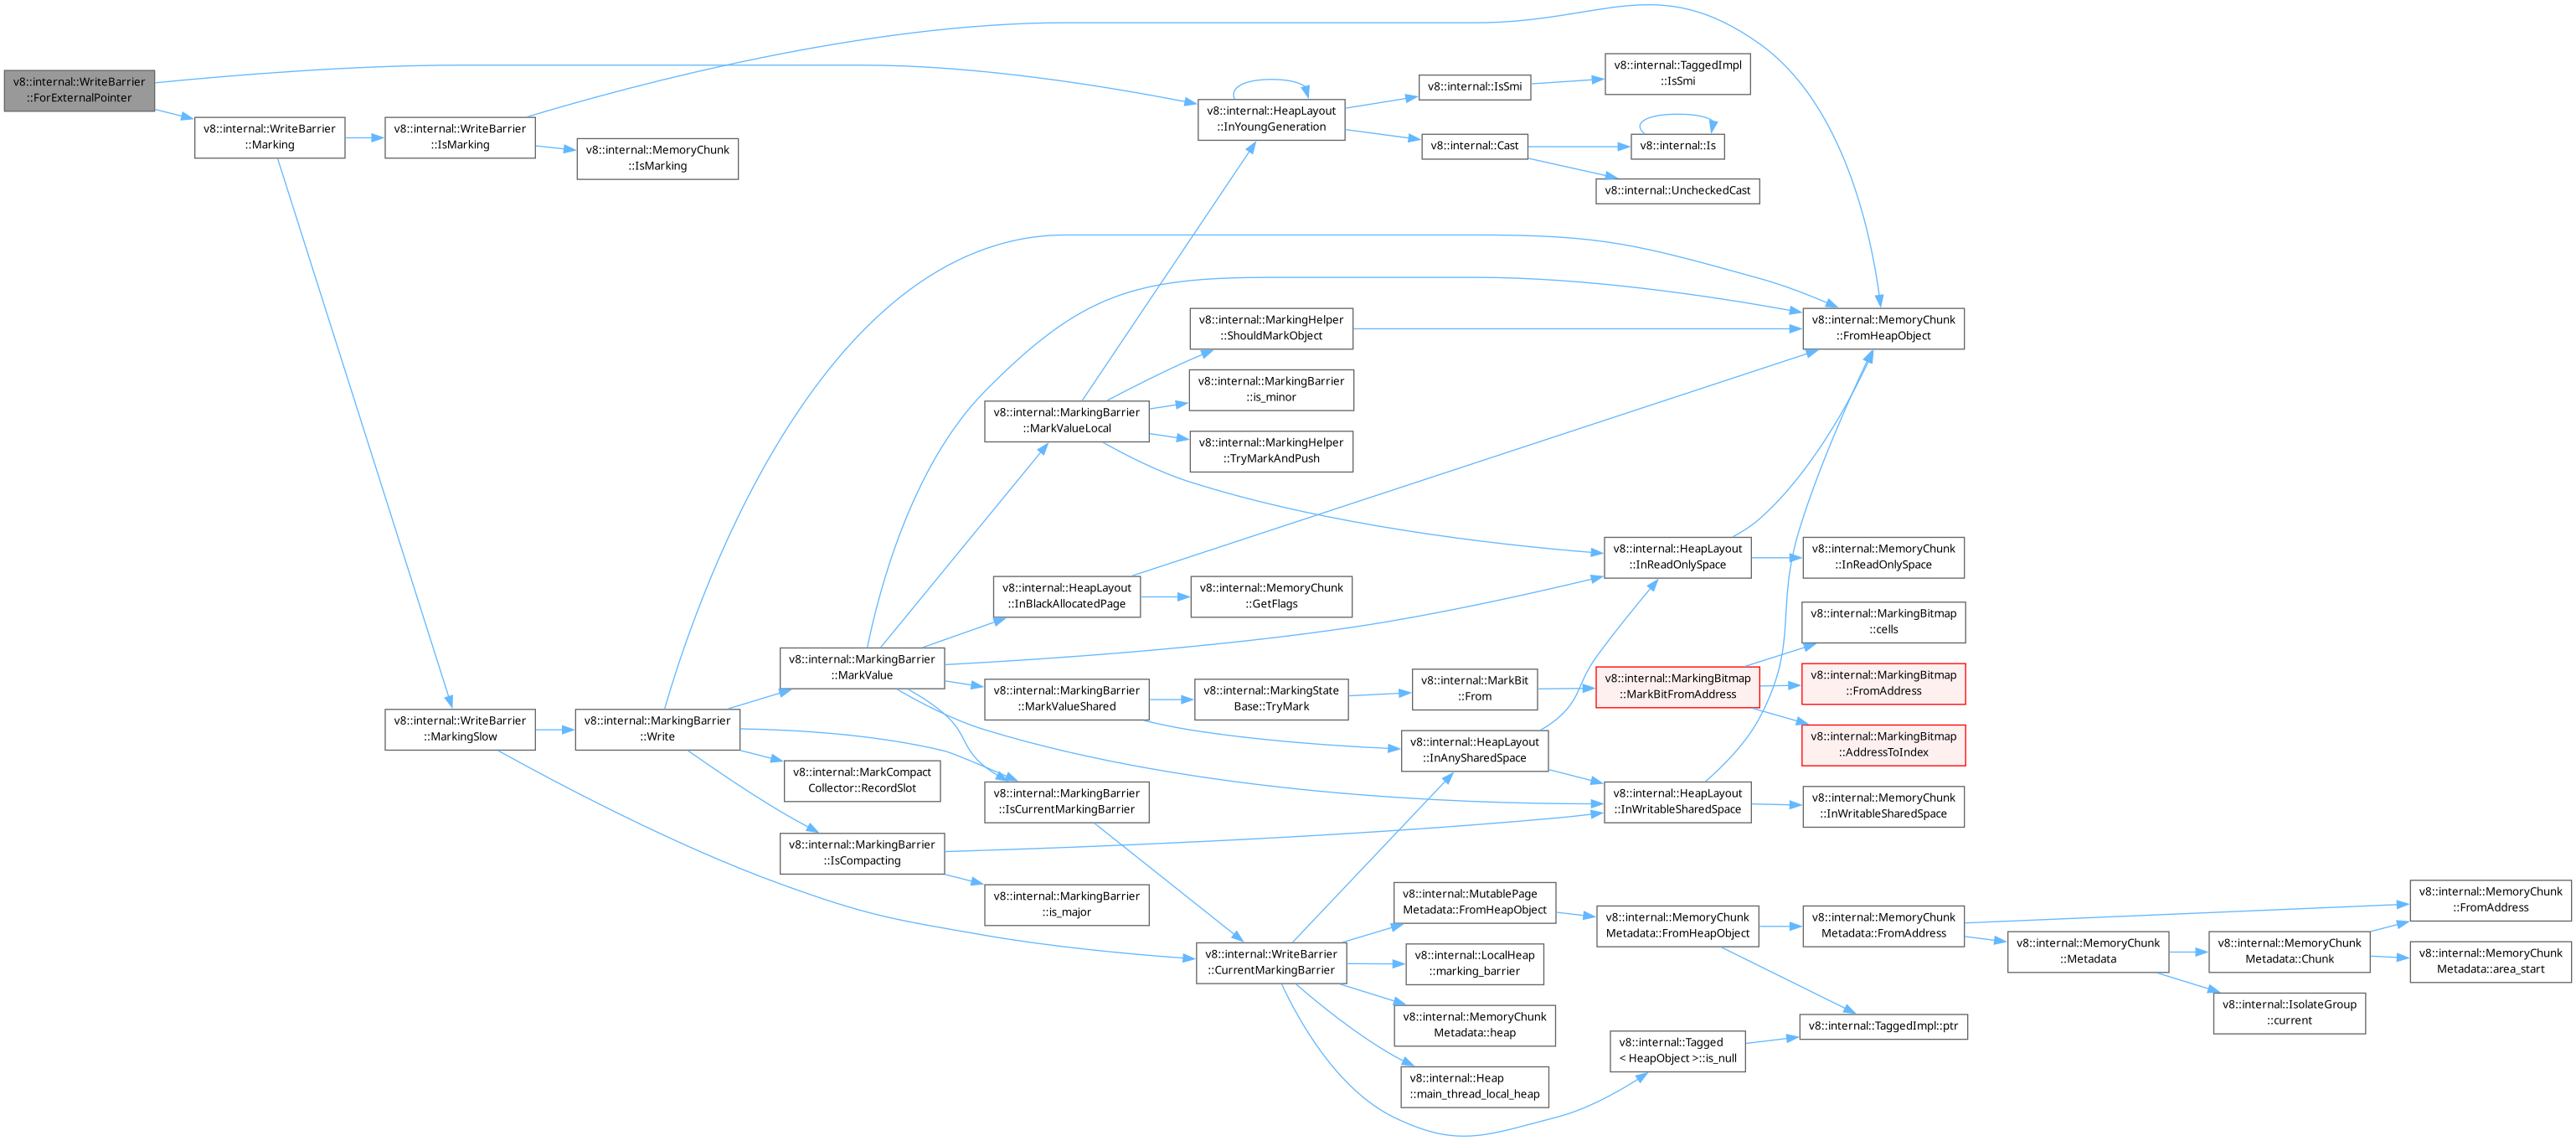 v8::internal::WriteBarrier
::ForExternalPointer
v8::internal::WriteBarrier
::Marking
v8::internal::WriteBarrier
::IsMarking
v8::internal::MemoryChunk
::IsMarking
v8::internal::HeapLayout
::InYoungGeneration
v8::internal::IsSmi
v8::internal::TaggedImpl
::IsSmi
v8::internal::Cast
v8::internal::Is
v8::internal::UncheckedCast
v8::internal::MemoryChunk
::FromHeapObject
v8::internal::MarkingHelper
::ShouldMarkObject
v8::internal::MarkingBarrier
::is_minor
v8::internal::MarkingBarrier
::MarkValueLocal
v8::internal::MarkingHelper
::TryMarkAndPush
v8::internal::HeapLayout
::InReadOnlySpace
v8::internal::MemoryChunk
::InReadOnlySpace
v8::internal::HeapLayout
::InBlackAllocatedPage
v8::internal::MemoryChunk
::GetFlags
v8::internal::MarkingBitmap
::cells
v8::internal::MarkingBarrier
::MarkValue
v8::internal::MarkingBarrier
::MarkValueShared
v8::internal::MarkingState
Base::TryMark
v8::internal::MarkBit
::From
v8::internal::MarkingBitmap
::MarkBitFromAddress
v8::internal::MarkingBitmap
::FromAddress
v8::internal::MarkingBitmap
::AddressToIndex
v8::internal::WriteBarrier
::MarkingSlow
v8::internal::MarkingBarrier
::Write
v8::internal::HeapLayout
::InAnySharedSpace
v8::internal::MarkCompact
Collector::RecordSlot
v8::internal::MarkingBarrier
::IsCurrentMarkingBarrier
v8::internal::HeapLayout
::InWritableSharedSpace
v8::internal::MemoryChunk
::InWritableSharedSpace
v8::internal::MarkingBarrier
::IsCompacting
v8::internal::MarkingBarrier
::is_major
v8::internal::WriteBarrier
::CurrentMarkingBarrier
v8::internal::MutablePage
Metadata::FromHeapObject
v8::internal::MemoryChunk
Metadata::FromHeapObject
v8::internal::MemoryChunk
Metadata::FromAddress
v8::internal::MemoryChunk
::FromAddress
v8::internal::LocalHeap
::marking_barrier
v8::internal::MemoryChunk
::Metadata
v8::internal::MemoryChunk
Metadata::Chunk
v8::internal::MemoryChunk
Metadata::area_start
v8::internal::MemoryChunk
Metadata::heap
v8::internal::IsolateGroup
::current
v8::internal::TaggedImpl::ptr
v8::internal::Tagged
< HeapObject >::is_null
v8::internal::Heap
::main_thread_local_heap